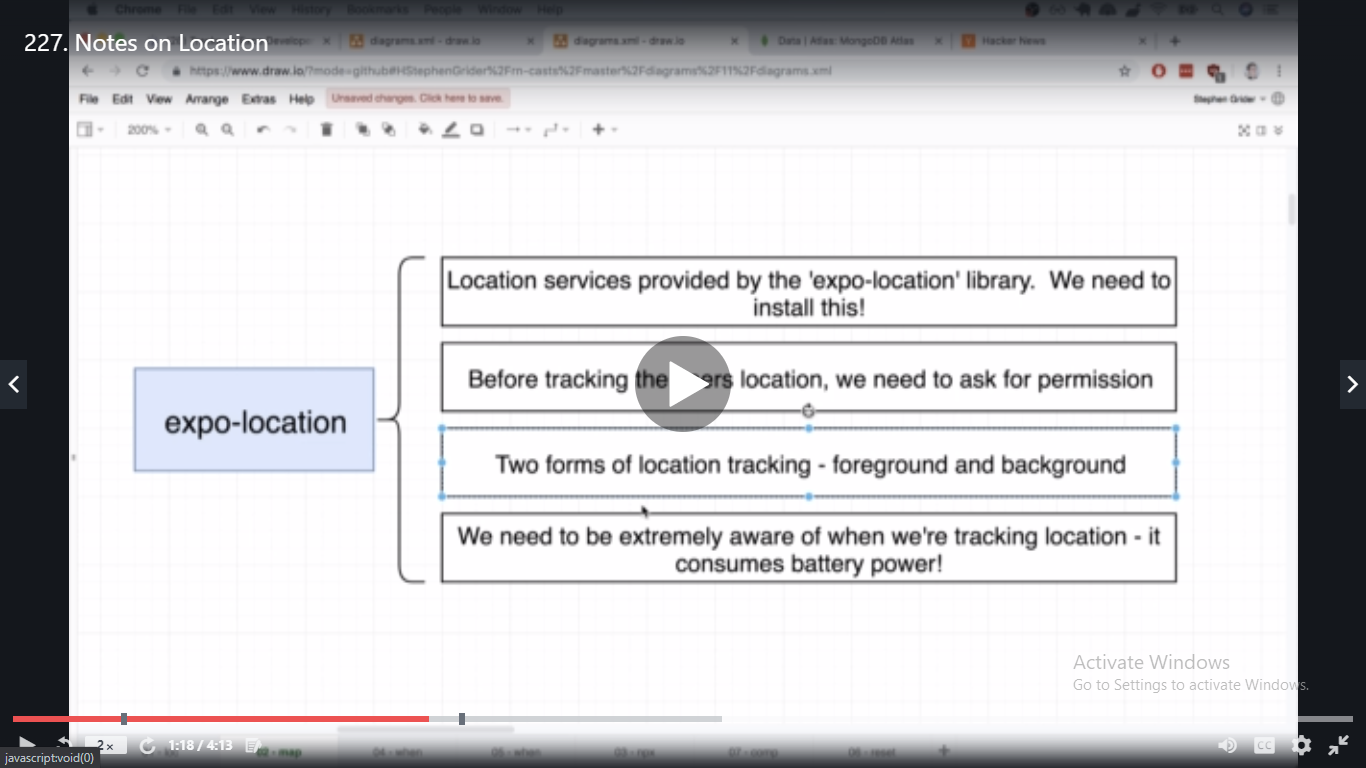 Chrome File Edit View History Bookmarks People Window Help
227. Notes on Location
diagrams.xml - draw.io
diagrams.xml - draw.io
Data | Atlas: MongoDB Atlas
Hacker News
https://www.draw.io/?mode=github#HStephenGrider%2Frn-casts%2Fmaster%2Fdiagrams%2F11%2Fdiagrams.xml
File Edit View Arrange Extras Help Unsaved changes. Click here to save. Stephen Grider
200%
Location services provided by the 'expo-location' library. We need to
install this!
Before tracking the location, we need to ask for permission
expo-location
Two forms of location tracking - foreground and background
We need to be extremely aware of when we're tracking location - it
consumes battery power!
Activate Windows
Go to Settings to activate Windows.
2x 1:18 / 4:13 CC
02 - map 04 - when 05 - when 03 - npx 07 - comp 08 - reset
javascript:void(0)